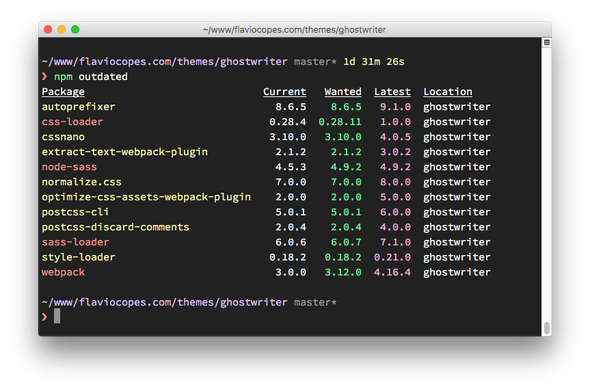 ~/www/flaviocopes.com/themes/ghostwriter
~/www/flaviocopes.com/themes/ghostwriter master* 1d 31m 26s
❯ npm outdated
Package Current Wanted Latest Location
autoprefixer 8.6.5 8.6.5 9.1.0 ghostwriter
css-loader 0.28.4 0.28.11 1.0.0 ghostwriter
cssnano 3.10.0 3.10.0 4.0.5 ghostwriter
extract-text-webpack-plugin 2.1.2 2.1.2 3.0.2 ghostwriter
node-sass 4.5.3 4.9.2 4.9.2 ghostwriter
normalize.css 7.0.0 7.0.0 8.0.0 ghostwriter
optimize-css-assets-webpack-plugin 2.0.0 2.0.0 5.0.0 ghostwriter
postcss-cli 5.0.1 5.0.1 6.0.0 ghostwriter
postcss-discard-comments 2.0.4 2.0.4 4.0.0 ghostwriter
sass-loader 6.0.6 6.0.7 7.1.0 ghostwriter
style-loader 0.18.2 0.18.2 0.21.0 ghostwriter
webpack 3.0.0 3.12.0 4.16.4 ghostwriter
~/www/flaviocopes.com/themes/ghostwriter master*
❯